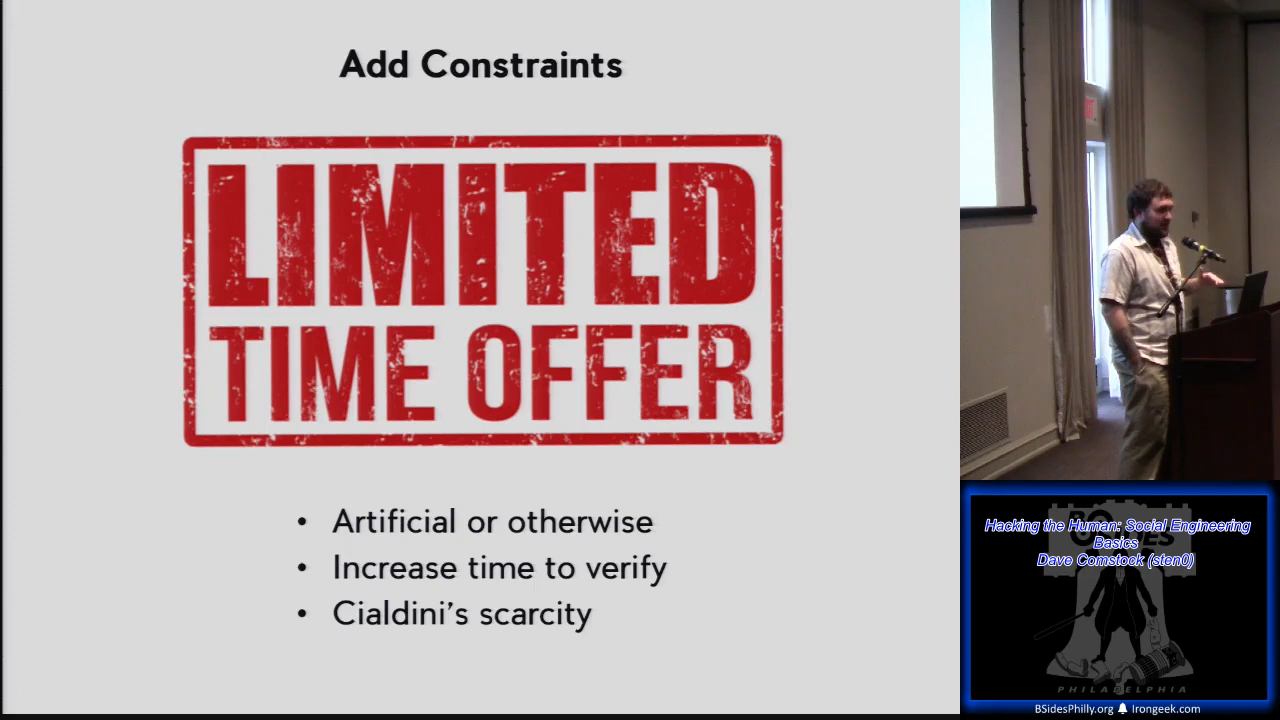 Add Constraints
LIMITED
TIME OFFER
• Artificial or otherwise
• Increase time to verify
• Cialdini's scarcity
Hacking the Human: Social Engineering
Basics
Dave Comstock (sten0)
PHILADELPHIA
BSidesPhilly.org Irongeek.com